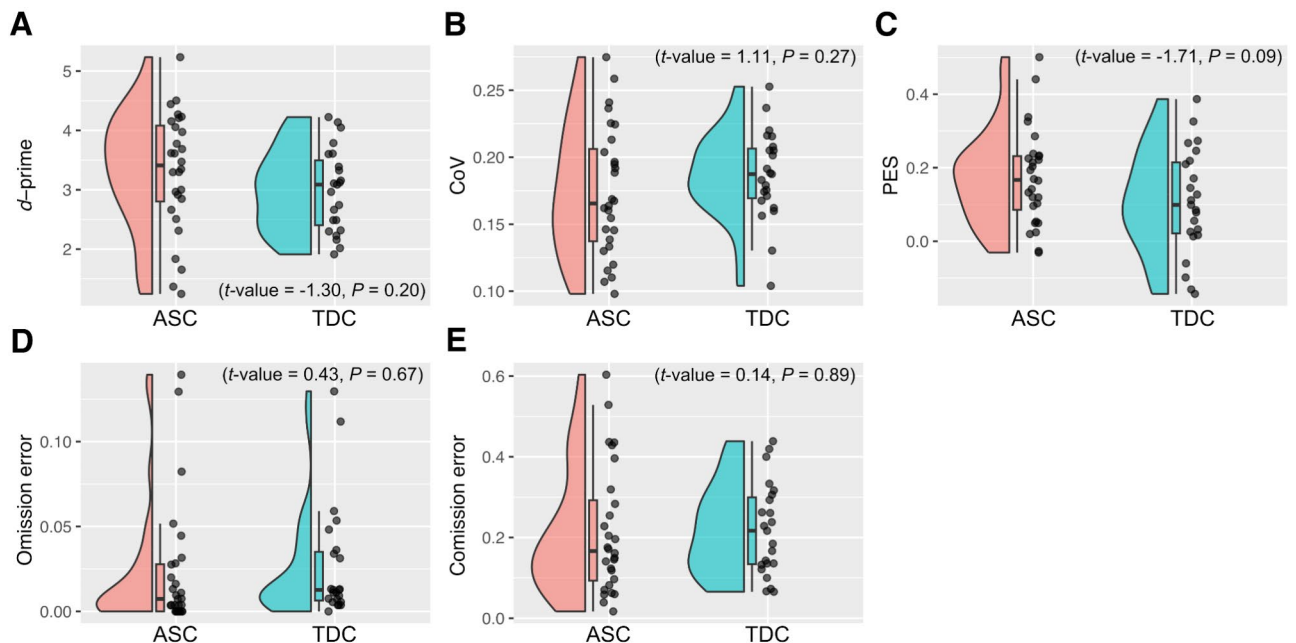 A
d–prime
5
4
3
2
(t-value = -1.30, P = 0.20)
ASC
TDC
B
CoV
0.25
0.20
0.15
0.10
(t-value = 1.11, P = 0.27)
ASC
TDC
C
PES
0.4
0.2
0.0
(t-value = -1.71, P = 0.09)
ASC
TDC
D
Omission error
0.10
0.05
0.00
(t-value = 0.43, P = 0.67)
ASC
TDC
E
Comission error
0.6
0.4
0.2
0.0
(t-value = 0.14, P = 0.89)
ASC
TDC